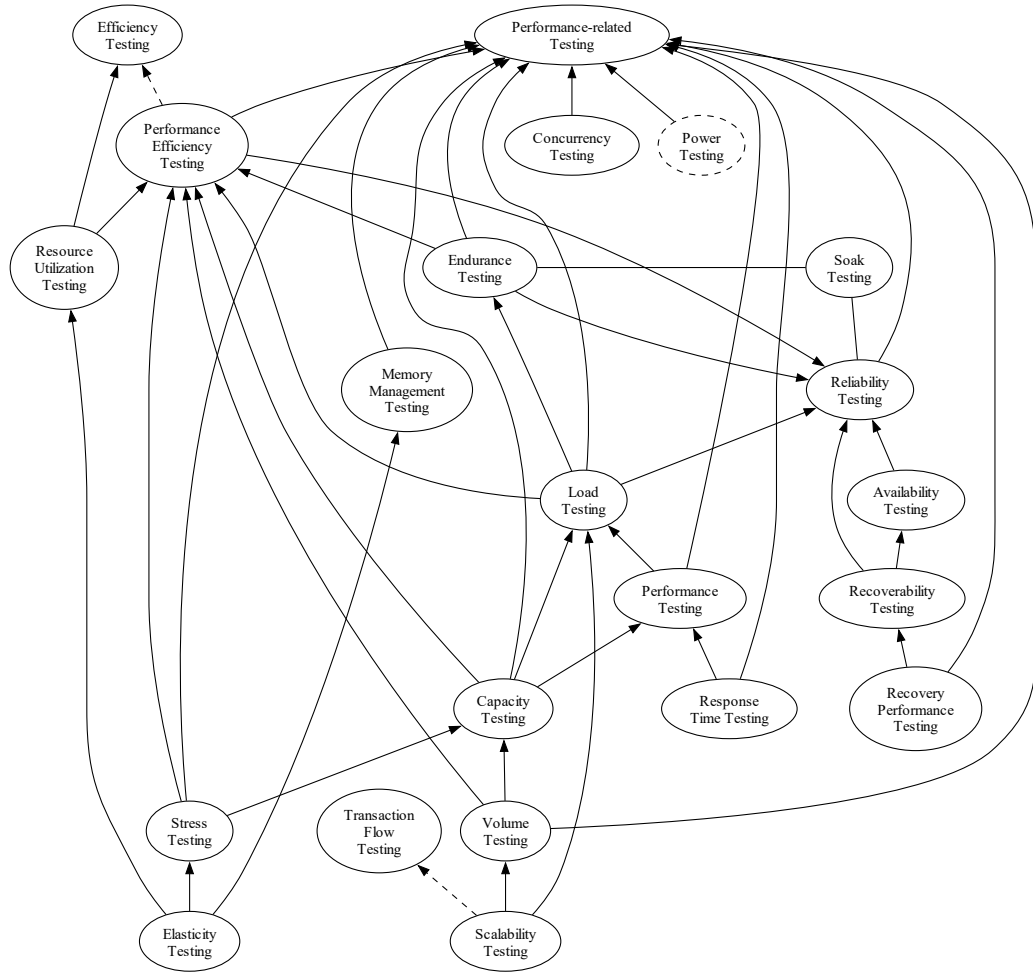 Efficiency
Testing
Performance-related
Testing
Performance
Efficiency
Testing
Concurrency
Testing
Power
Testing
Resource
Utilization
Testing
Endurance
Testing
Soak
Testing
Memory
Management
Testing
Reliability
Testing
Load
Testing
Availability
Testing
Performance
Testing
Recoverability
Testing
Capacity
Testing
Response
Time Testing
Recovery
Performance
Testing
Stress
Testing
Transaction
Flow
Testing
Volume
Testing
Elasticity
Testing
Scalability
Testing